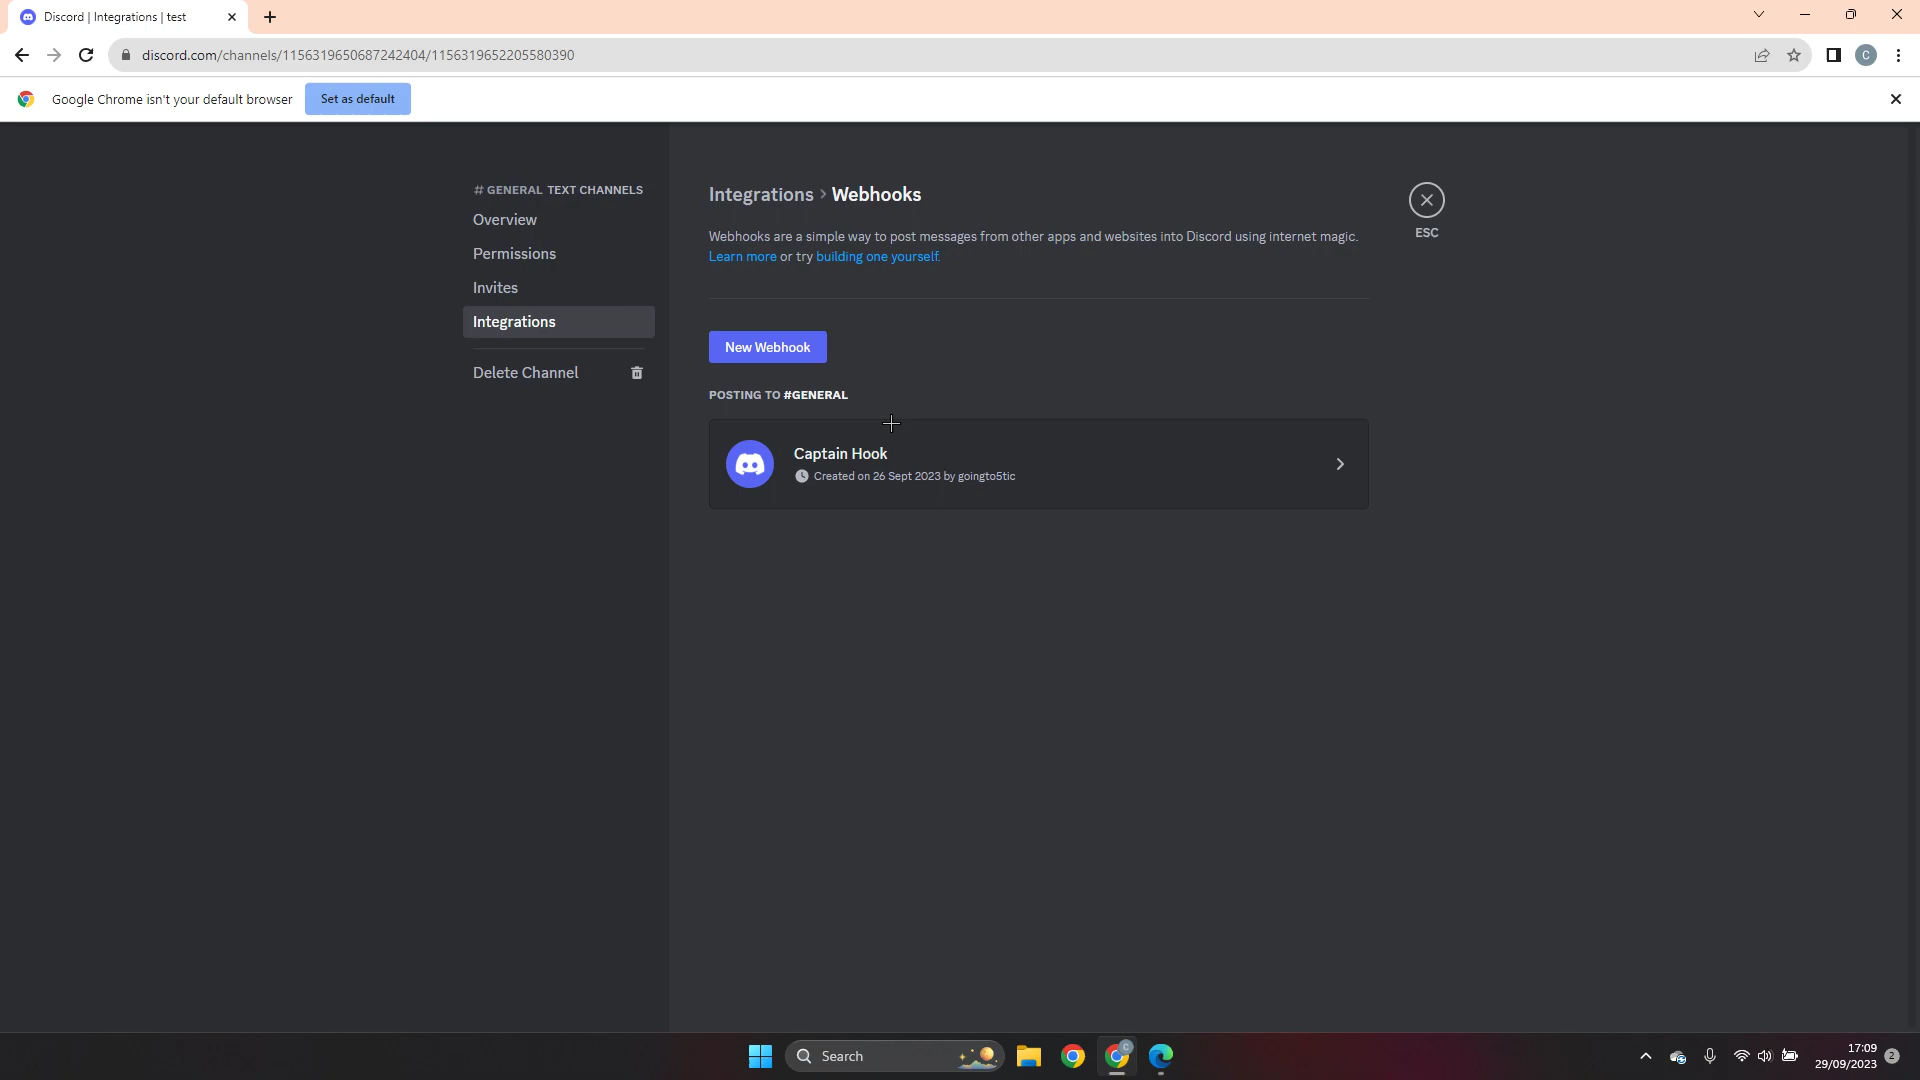 Discord | Integrations | test
discord.com/channels/1156319650687242404/1156319652205580390
C
Google Chrome isn't your default browser
Set as default
# GENERAL TEXT CHANNELS
Overview
Permissions
Invites
Integrations
Delete Channel
Integrations › Webhooks
ESC
Webhooks are a simple way to post messages from other apps and websites into Discord using internet magic.
Learn more or try building one yourself.
New Webhook
POSTING TO #GENERAL
Captain Hook
Created on 26 Sept 2023 by goingto5tic
Search
C
17:09
29/09/2023
2